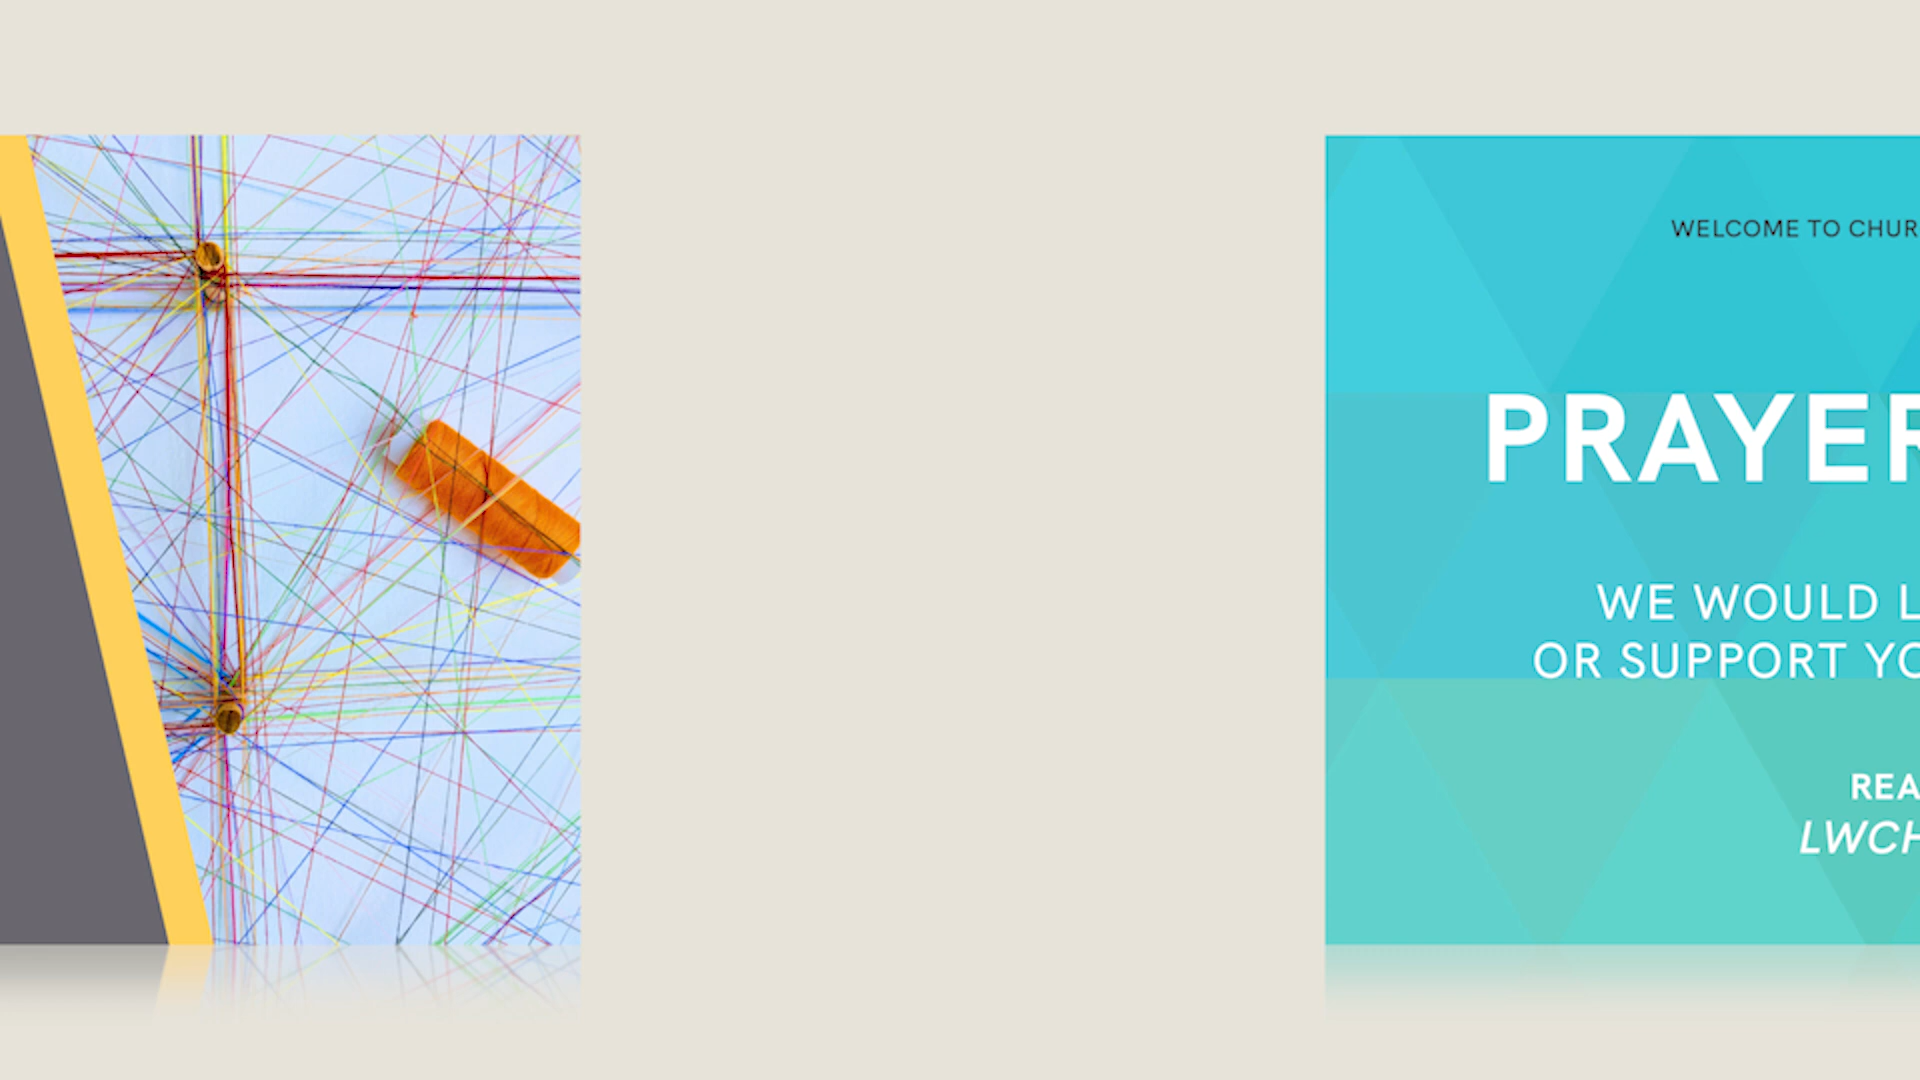 WELCOME TO CHUR
PRAYER
WE WOULD L
OR SUPPORT YO
REA
LWCH